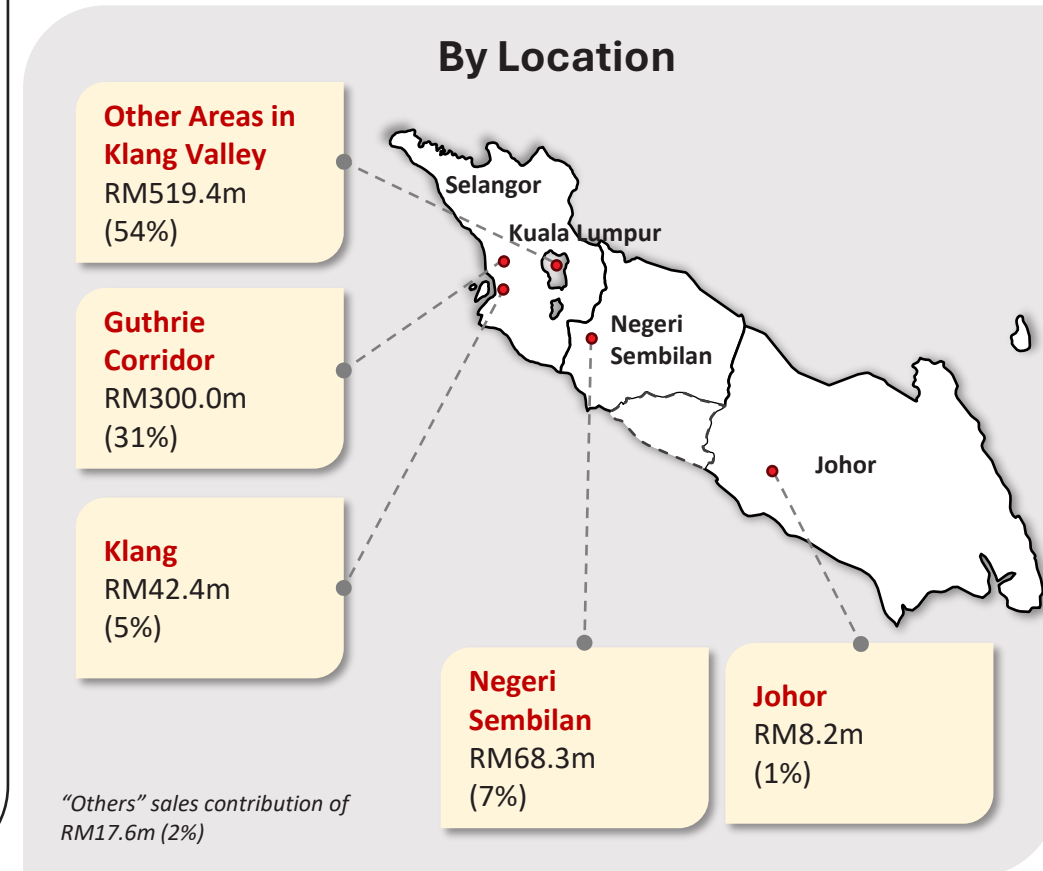 By Location
Other Areas in
Klang Valley
RM519.4m
(54%)
Guthrie
Corridor
RM300.0m
(31%)
Klang
RM42.4m
(5%)
Selangor
Kuala Lumpur
Negeri
Sembilan
Johor
Negeri
Sembilan
RM68.3m
(7%)
Johor
RM8.2m
(1%)
“Others” sales contribution of
RM17.6m (2%)